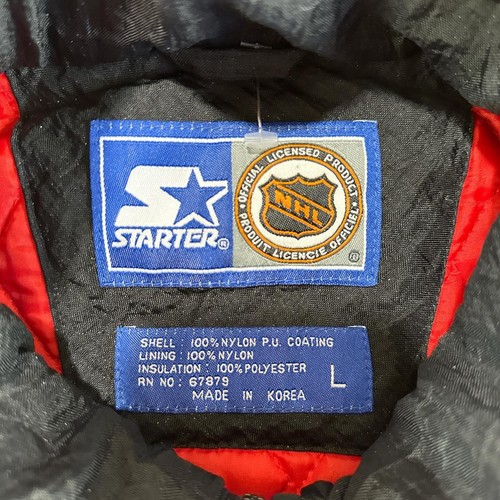 STARTER®
OFFICIAL LICENSED PRODUCT
NHL
PRODUIT LICENCIÉ OFFICIEL
®
SHELL: 100% NYLON P.U. COATING
LINING: 100% NYLON
INSULATION: 100% POLYESTER
RN NO: 67879
MADE IN KOREA
L